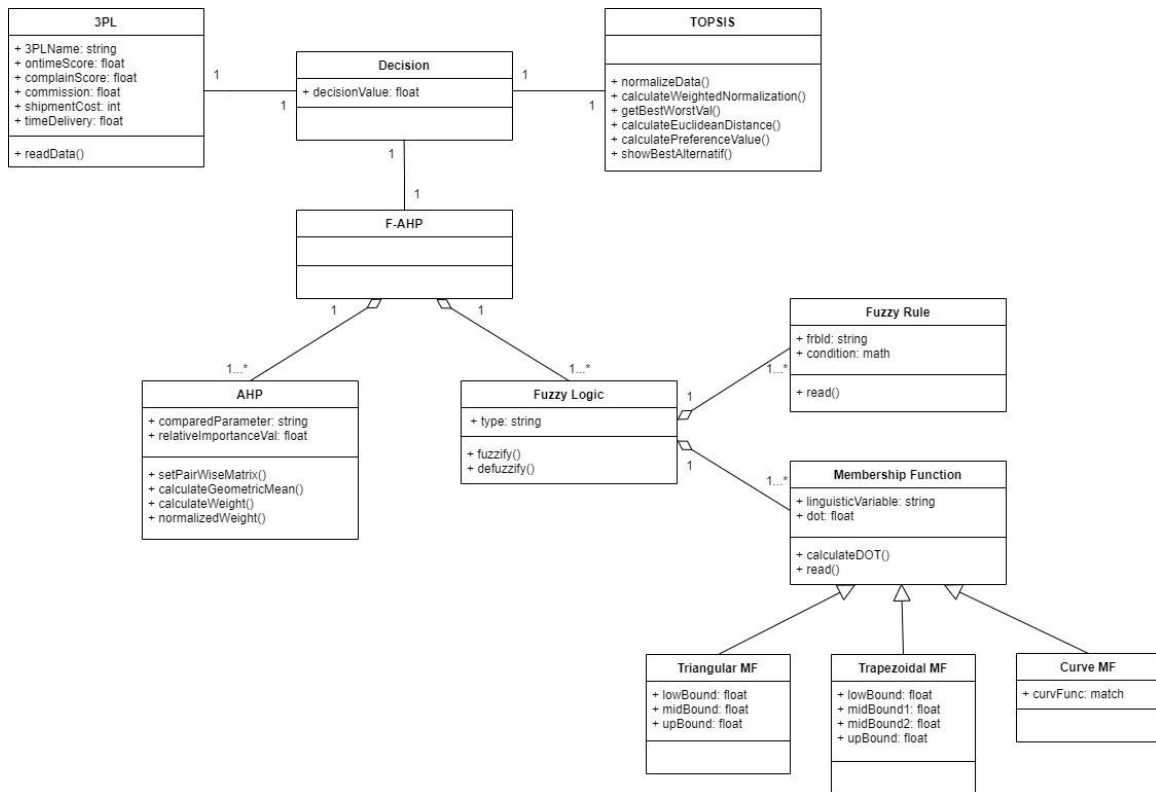 3PL
+ 3PLName: string
+ ontimeScore: float
+ complainScore: float
+ commission: float
+ shipmentCost: int
+ timeDelivery: float
+ readData()
1
1
Decision
+ decisionValue: float
1
1
TOPSIS
+ normalizeData()
+ calculateWeightedNormalization()
+ getBestWorstVal()
+ calculateEuclideanDistance()
+ calculatePreferenceValue()
+ showBestAlternatif()
1
1
F-AHP
1
1
1...*
1...*
AHP
+ comparedParameter: string
+ relativeImportanceVal: float
+ setPairWiseMatrix()
+ calculateGeometricMean()
+ calculateWeight()
+ normalizedWeight()
Fuzzy Logic
+ type: string
+ fuzzify()
+ defuzzify()
1
1...*
1
1...*
Fuzzy Rule
+ frbId: string
+ condition: math
+ read()
Membership Function
+ linguisticVariable: string
+ dot: float
+ calculateDOT()
+ read()
Triangular MF
+ lowBound: float
+ midBound: float
+ upBound: float
Trapezoidal MF
+ lowBound: float
+ midBound1: float
+ midBound2: float
+ upBound: float
Curve MF
+ curvFunc: match